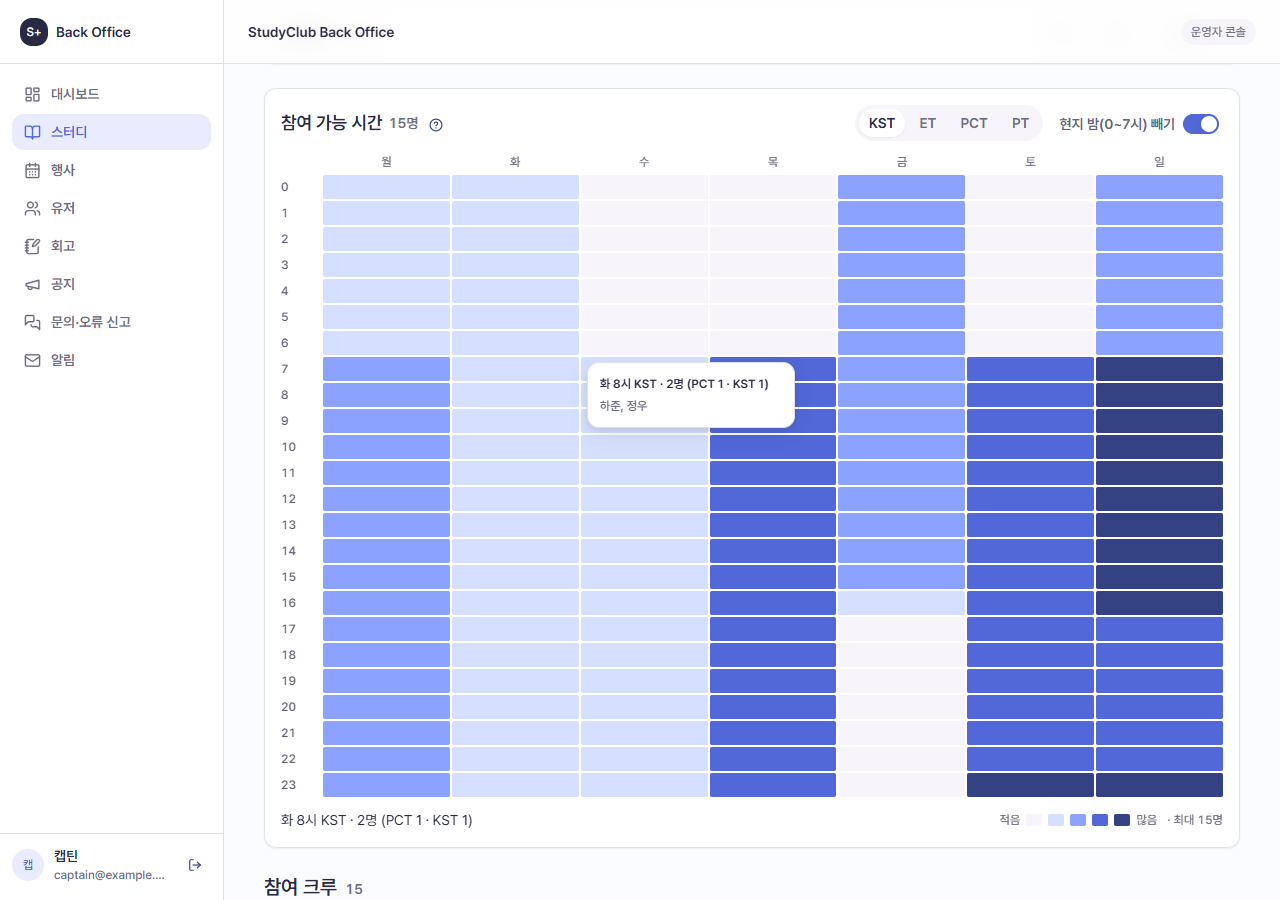 S+ Back Office
StudyClub Back Office
운영자 콘솔
대시보드
스터디
행사
유저
회고
공지
문의·오류 신고
알림
참여 가능 시간 15명
KST ET PCT PT
현지 밤(0~7시) 빼기
월 화 수 목 금 토 일
0
1
2
3
4
5
6
7
8
9
10
11
12
13
14
15
16
17
18
19
20
21
22
23
화 8시 KST · 2명 (PCT 1 · KST 1)
하준, 정우
화 8시 KST · 2명 (PCT 1 · KST 1)
적음 많음 · 최대 15명
참여 크루 15
캡
캡틴
captain@example....